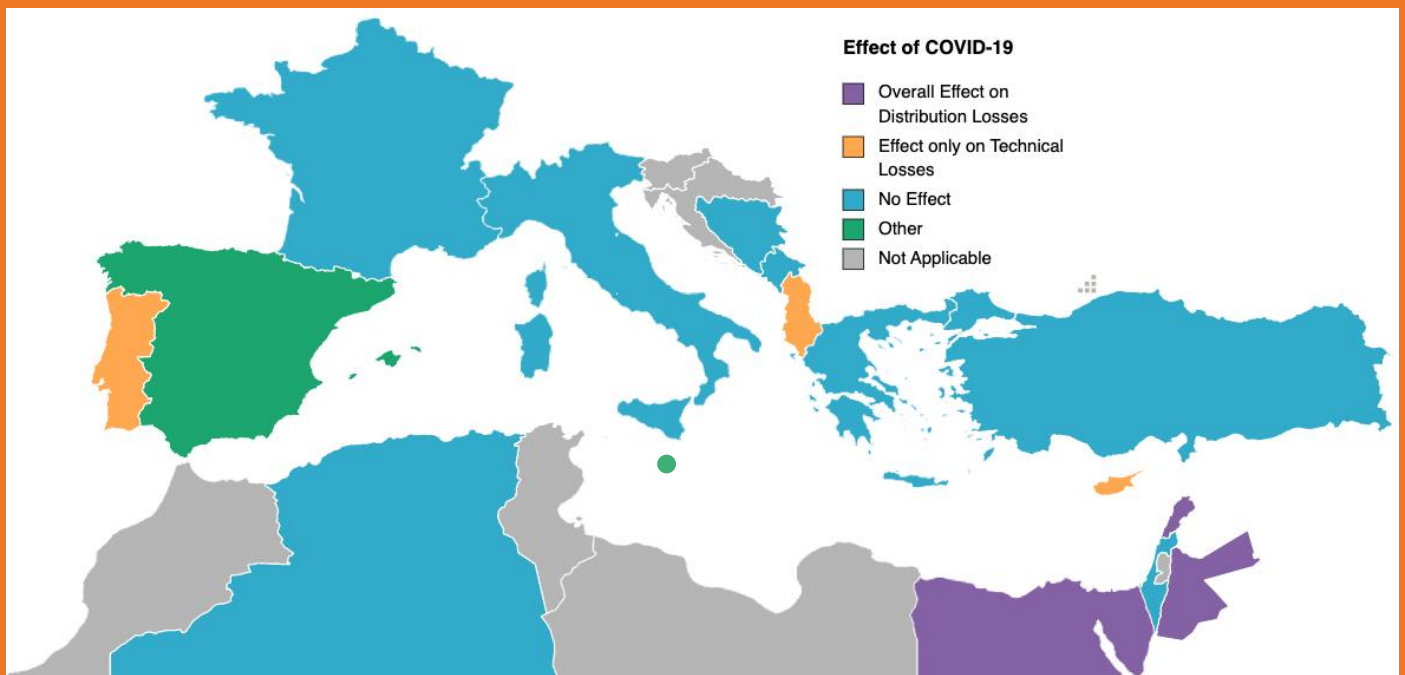 Effect of COVID-19
Overall Effect on
Distribution Losses
Effect only on Technical
Losses
No Effect
Other
Not Applicable